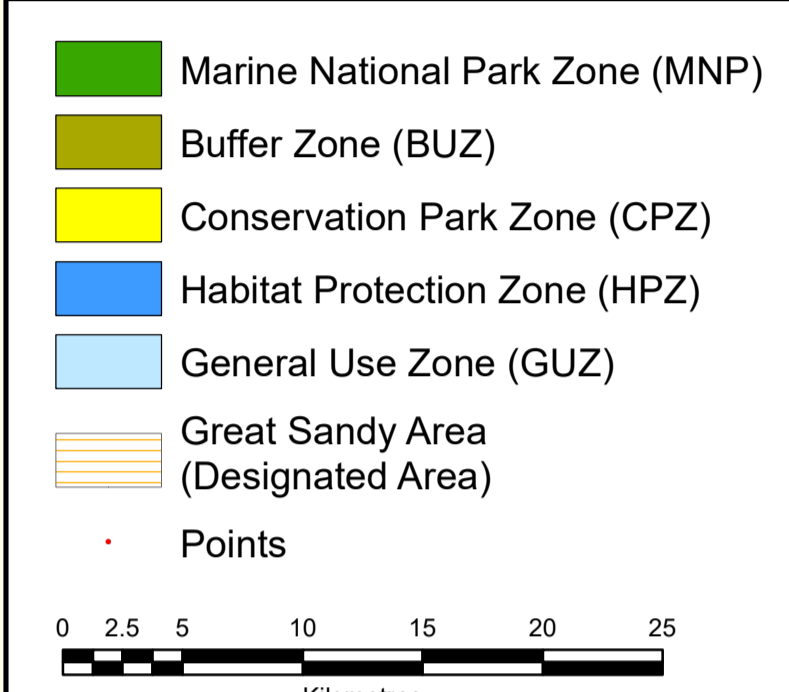 Marine National Park Zone (MNP)
Buffer Zone (BUZ)
Conservation Park Zone (CPZ)
Habitat Protection Zone (HPZ)
General Use Zone (GUZ)
Great Sandy Area
(Designated Area)
Points
0 2.5 5 10 15 20 25